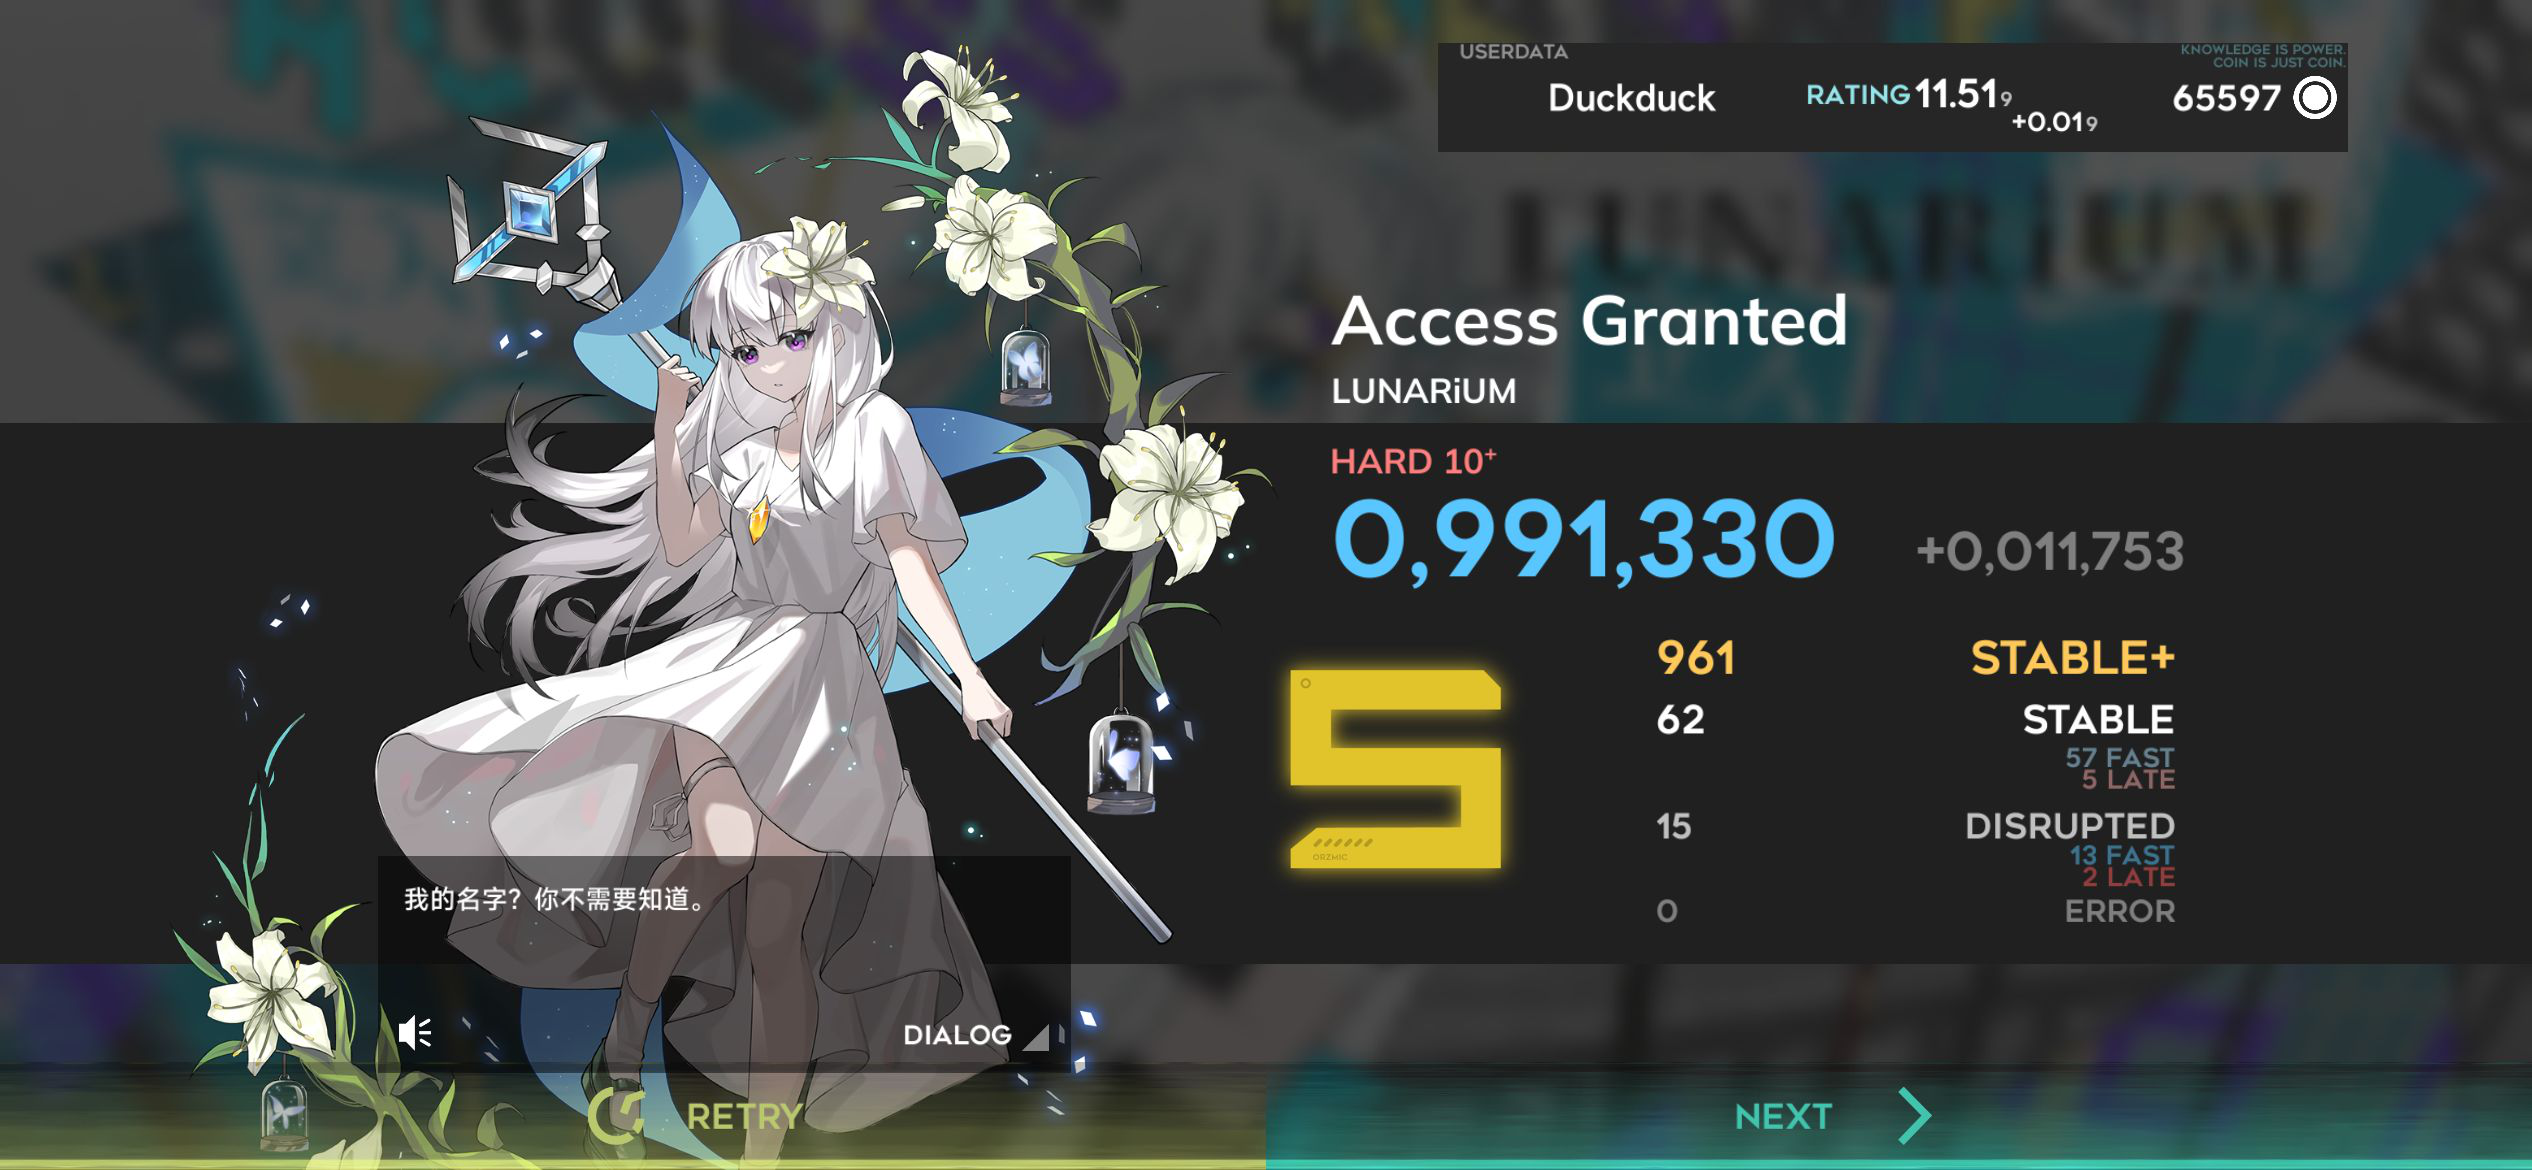 USERDATA
KNOWLEDGE IS POWER.
COIN IS JUST COIN.
Duckduck
RATING 11.519
+0.019
65597
LUNARiUM
Access Granted
LUNARiUM
HARD 10+
0,991,330
+0,011,753
S
ORZMIC
961 STABLE+
62 STABLE
57 FAST
5 LATE
15 DISRUPTED
13 FAST
2 LATE
0 ERROR
我的名字？你不需要知道。
DIALOG
RETRY
NEXT